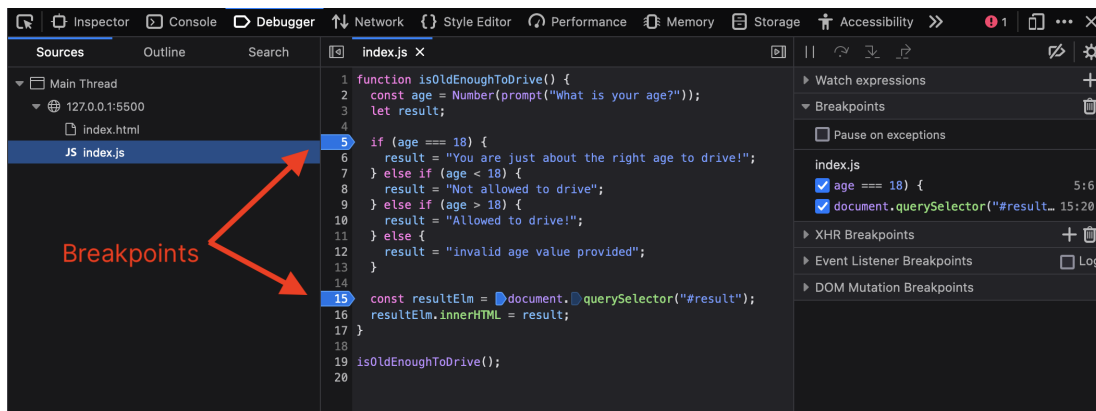 Inspector Console Debugger Network {} Style Editor Performance Memory Storage Accessibility 1
Sources Outline Search
Main Thread
127.0.0.1:5500
index.html
JS index.js
Breakpoints
index.js
1 function isOldEnoughToDrive() {
2 const age = Number(prompt("What is your age?"));
3 let result;
4
5 if (age === 18) {
6 result = "You are just about the right age to drive!";
7 } else if (age < 18) {
8 result = "Not allowed to drive";
9 } else if (age > 18) {
10 result = "Allowed to drive!";
11 } else {
12 result = "invalid age value provided";
13 }
14
15 const resultElm = document.querySelector("#result");
16 resultElm.innerHTML = result;
17 }
18
19 isOldEnoughToDrive();
20
Watch expressions
Breakpoints
Pause on exceptions
index.js
age === 18) { 5:6
document.querySelector("#result… 15:20
XHR Breakpoints
Event Listener Breakpoints Log
DOM Mutation Breakpoints